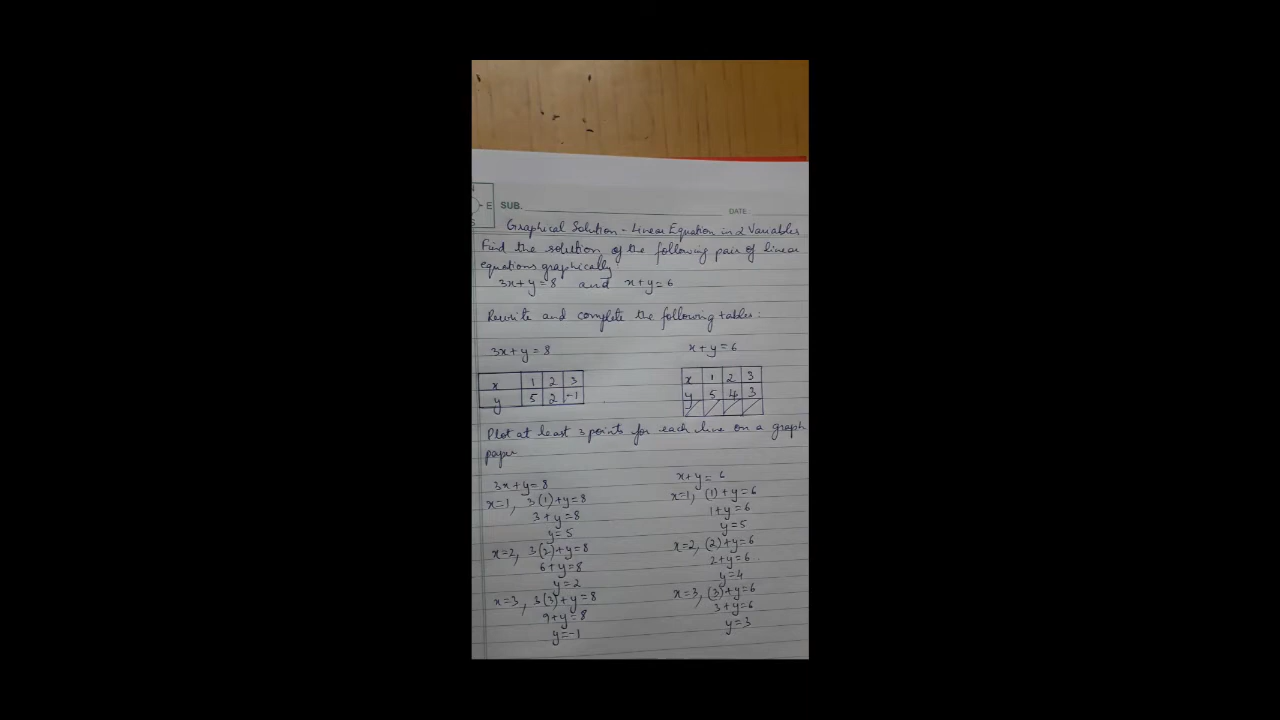 N
E
S
SUB.
DATE
Graphical Solution - Linear Equation in 2 Variables
Find the solution of the following pair of linear
equations graphically
3x+y=8 and x+y=6
Rewrite and complete the following tables:
3x+y=8
x 1 2 3
y 5 2 -1
x+y=6
x 1 2 3
y 5 4 3
Plot at least 3 points for each line on a graph
paper
3x+y=8
x=1, 3(1)+y=8
3+y=8
y=5
x=2, 3(2)+y=8
6+y=8
y=2
x=3, 3(3)+y=8
9+y=8
y=-1
x+y=6
x=1, (1)+y=6
1+y=6
y=5
x=2, (2)+y=6
2+y=6
y=4
x=3, (3)+y=6
3+y=6
y=3